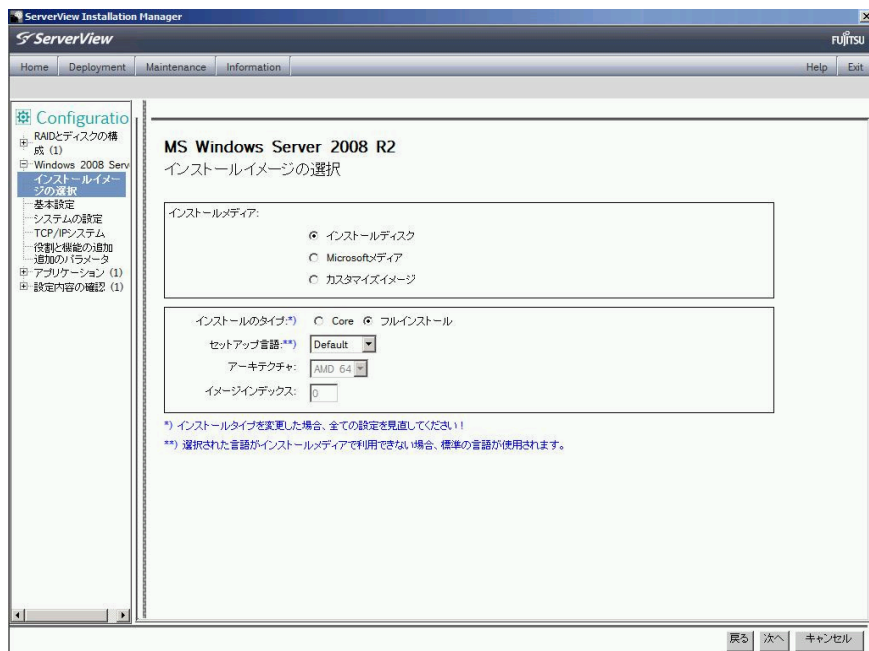 ServerView Installation Manager
ServerView
FUJITSU
Home Deployment Maintenance Information Help Exit
Configuratio
RAIDとディスクの構
成 (1)
Windows 2008 Serv
インストールイメー
ジの選択
基本設定
システムの設定
TCP/IPシステム
役割と機能の追加
追加のパラメータ
アプリケーション (1)
設定内容の確認 (1)
MS Windows Server 2008 R2
インストールイメージの選択
インストールメディア:
インストールディスク
Microsoftメディア
カスタマイズイメージ
インストールのタイプ:*) Core フルインストール
セットアップ言語:**) Default
アーキテクチャ: AMD 64
イメージインデックス: 0
*) インストールタイプを変更した場合、全ての設定を見直してください！
**) 選択された言語がインストールメディアで利用できない場合、標準の言語が使用されます。
戻る 次へ キャンセル